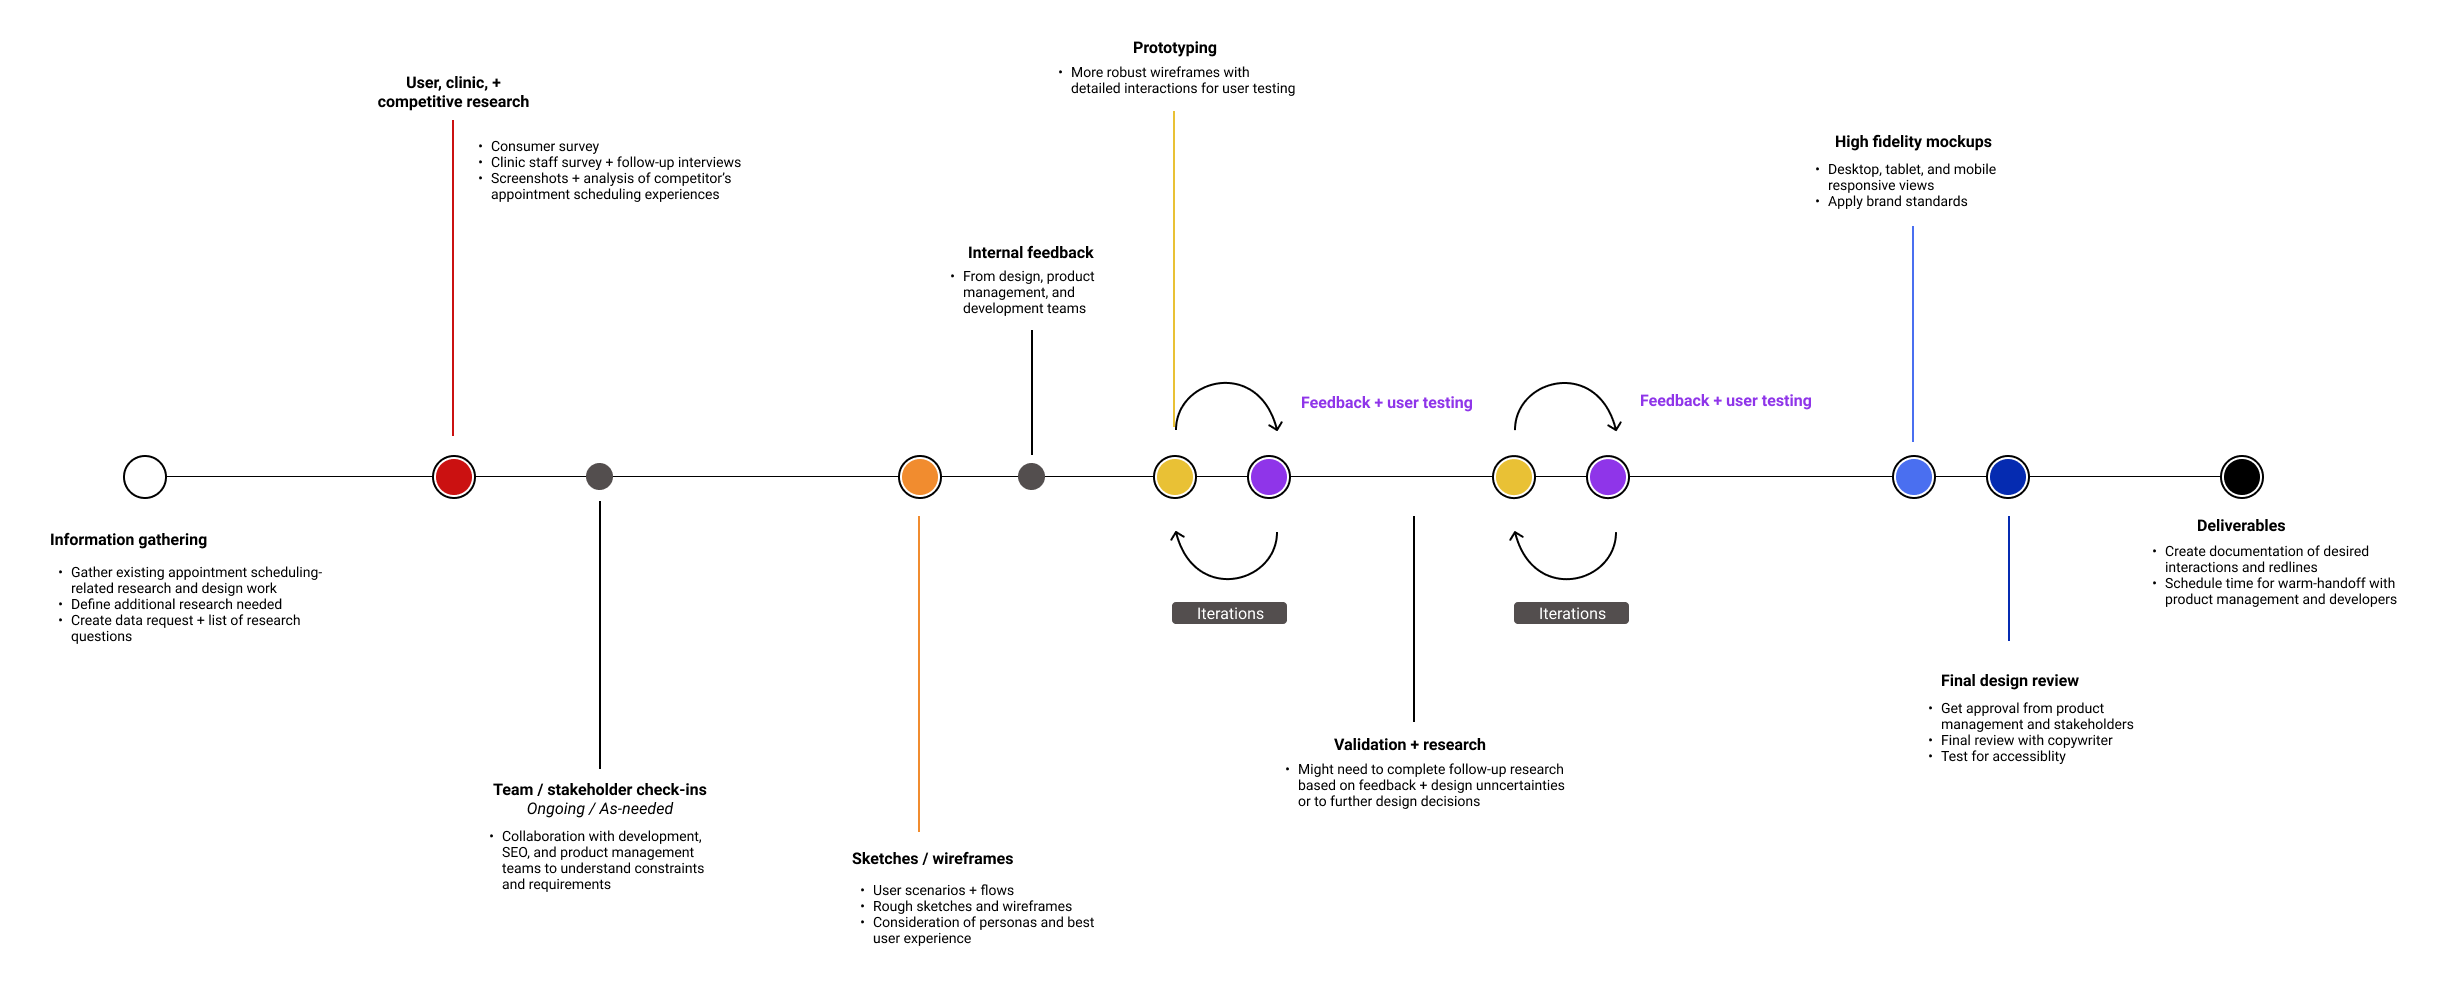 Prototyping
• More robust wireframes with
detailed interactions for user testing
User, clinic, +
competitive research
• Consumer survey
• Clinic staff survey + follow-up interviews
• Screenshots + analysis of competitor’s
appointment scheduling experiences
High fidelity mockups
• Desktop, tablet, and mobile
responsive views
• Apply brand standards
Internal feedback
• From design, product
management, and
development teams
Feedback + user testing
Feedback + user testing
Information gathering
• Gather existing appointment scheduling-
related research and design work
• Define additional research needed
• Create data request + list of research
questions
Iterations
Iterations
Deliverables
• Create documentation of desired
interactions and redlines
• Schedule time for warm-handoff with
product management and developers
Final design review
• Get approval from product
management and stakeholders
• Final review with copywriter
• Test for accessiblity
Validation + research
• Might need to complete follow-up research
based on feedback + design unncertainties
or to further design decisions
Team / stakeholder check-ins
Ongoing / As-needed
• Collaboration with development,
SEO, and product management
teams to understand constraints
and requirements
Sketches / wireframes
• User scenarios + flows
• Rough sketches and wireframes
• Consideration of personas and best
user experience